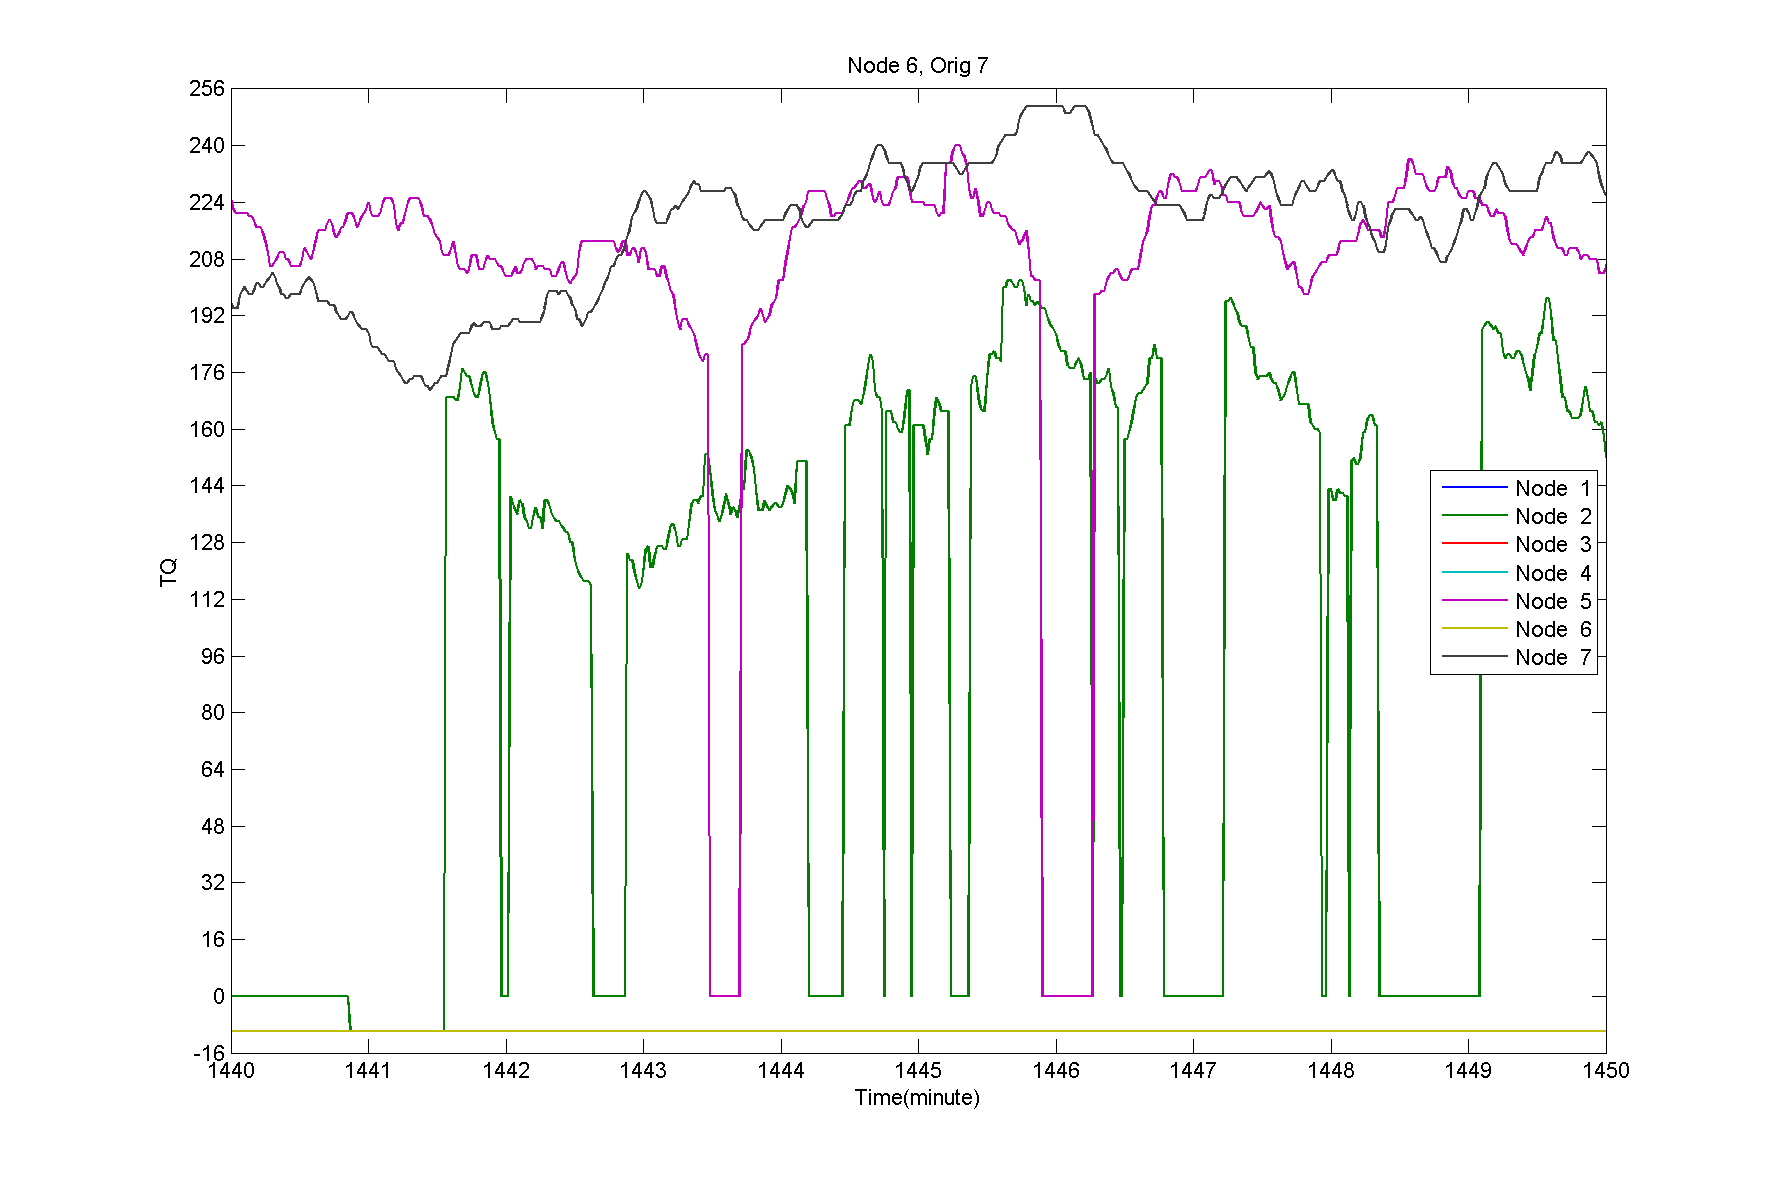 Node 6, Orig 7
256
240
224
208
192
176
160
144
128
112
96
80
64
48
32
16
0
-16
TQ
Node 1
Node 2
Node 3
Node 4
Node 5
Node 6
Node 7
1440 1441 1442 1443 1444 1445 1446 1447 1448 1449 1450
Time(minute)